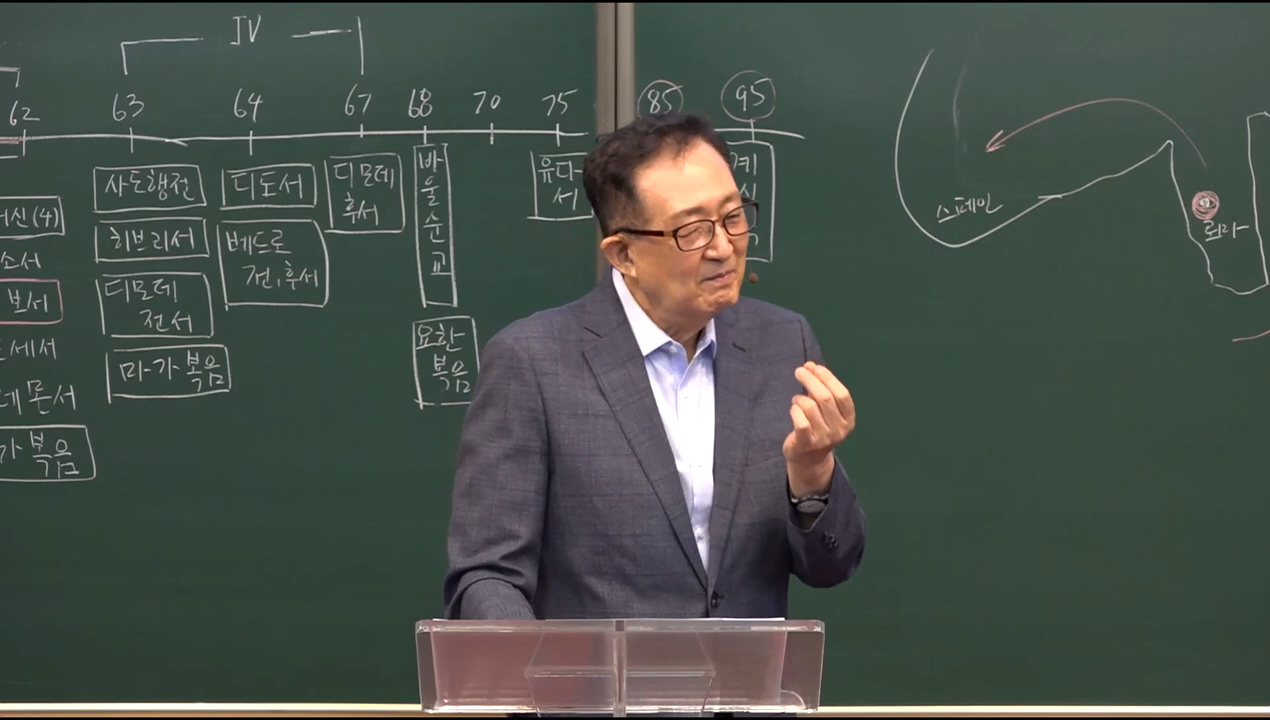 IV
62 63 64 67 68 70 75 85 95
서신(4)
소서
보서
세서
데몬서
가복음
사도행전
히브리서
디모데
전서
마가복음
디도서
베드로
전,후서
디모데
후서
바울순교
요한
복음
유다
서
스페인
로마